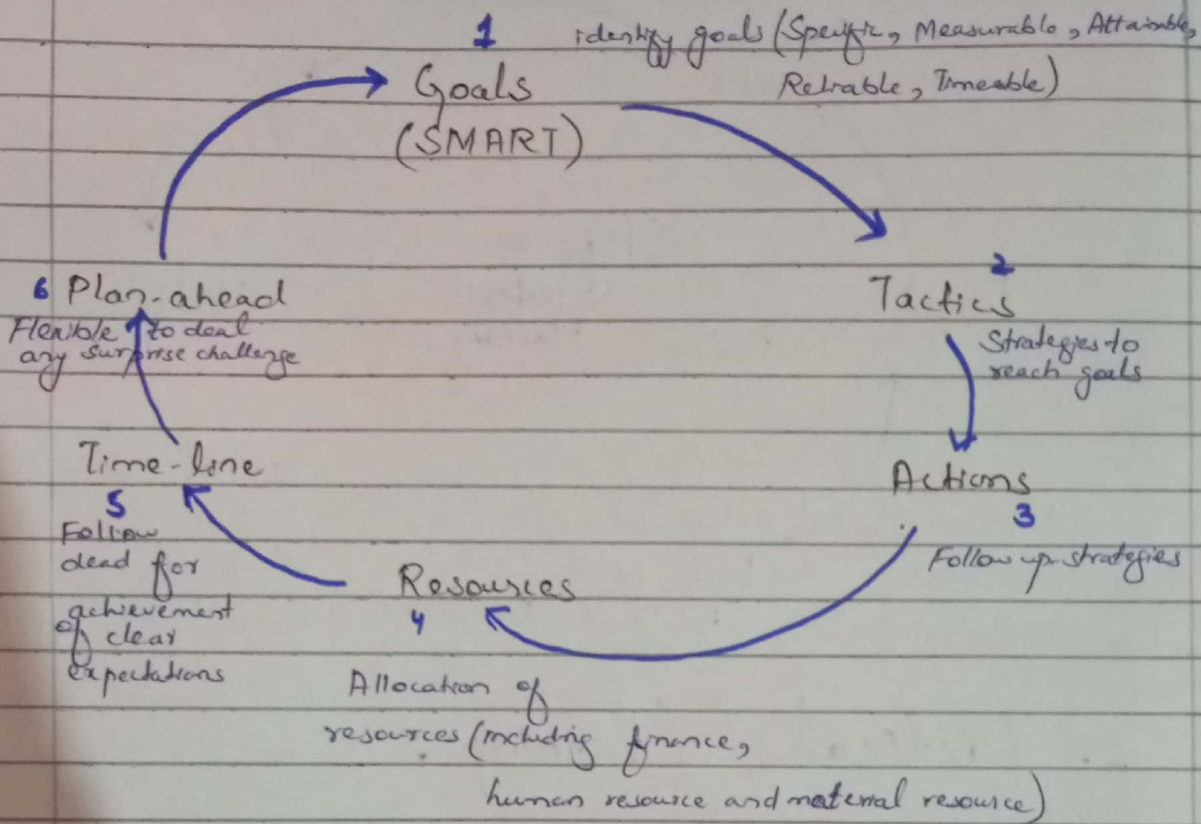 1
identify goals (Specific, Measurable, Attainable,
Reliable, Timeable)
Goals
(SMART)
2
Tactics
Strategies to
reach goals
Actions
3
Follow up strategies
Resources
4
Allocation of
resources (including finance,
human resource and material resource)
Time-line
5
Follow
dead for
achievement
of clear
expectations
6 Plan-ahead
Flexible to deal
any surprise challenge